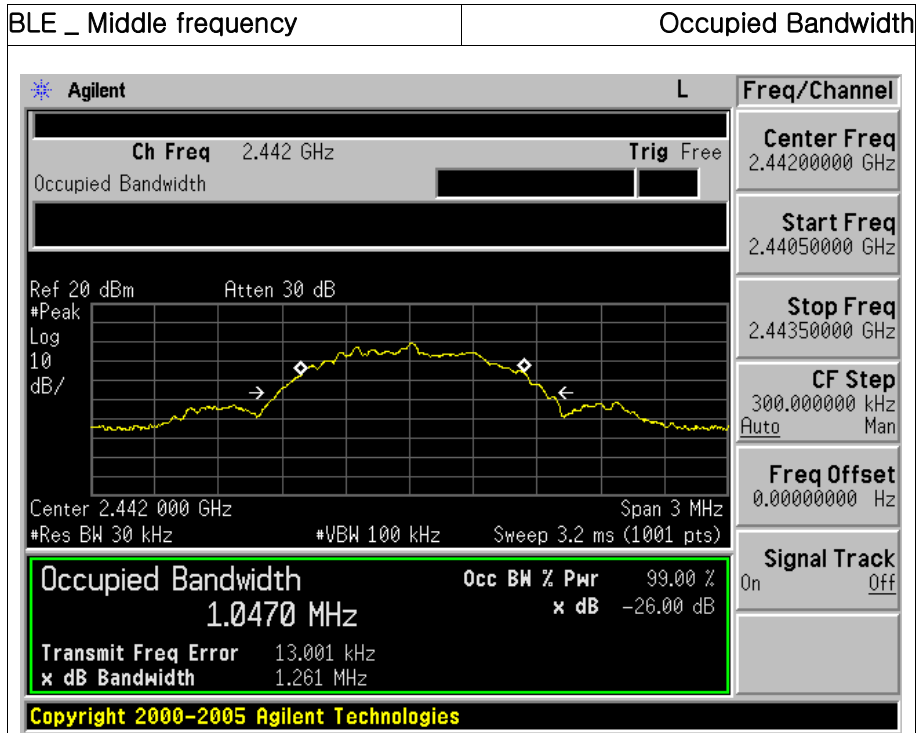 BLE _ Middle frequency
Occupied Bandwidth
Agilent
L
Freq/Channel
Ch Freq 2.442 GHz
Trig Free
Occupied Bandwidth
Center Freq
2.44200000 GHz
Start Freq
2.44050000 GHz
Stop Freq
2.44350000 GHz
CF Step
300.000000 kHz
Auto Man
Freq Offset
0.00000000 Hz
Signal Track
On Off
Ref 20 dBm
Atten 30 dB
#Peak
Log
10
dB/
Center 2.442 000 GHz
Span 3 MHz
#Res BW 30 kHz
#VBW 100 kHz
Sweep 3.2 ms (1001 pts)
Occupied Bandwidth
1.0470 MHz
Occ BW % Pwr 99.00 %
x dB -26.00 dB
Transmit Freq Error 13.001 kHz
x dB Bandwidth 1.261 MHz
Copyright 2000-2005 Agilent Technologies